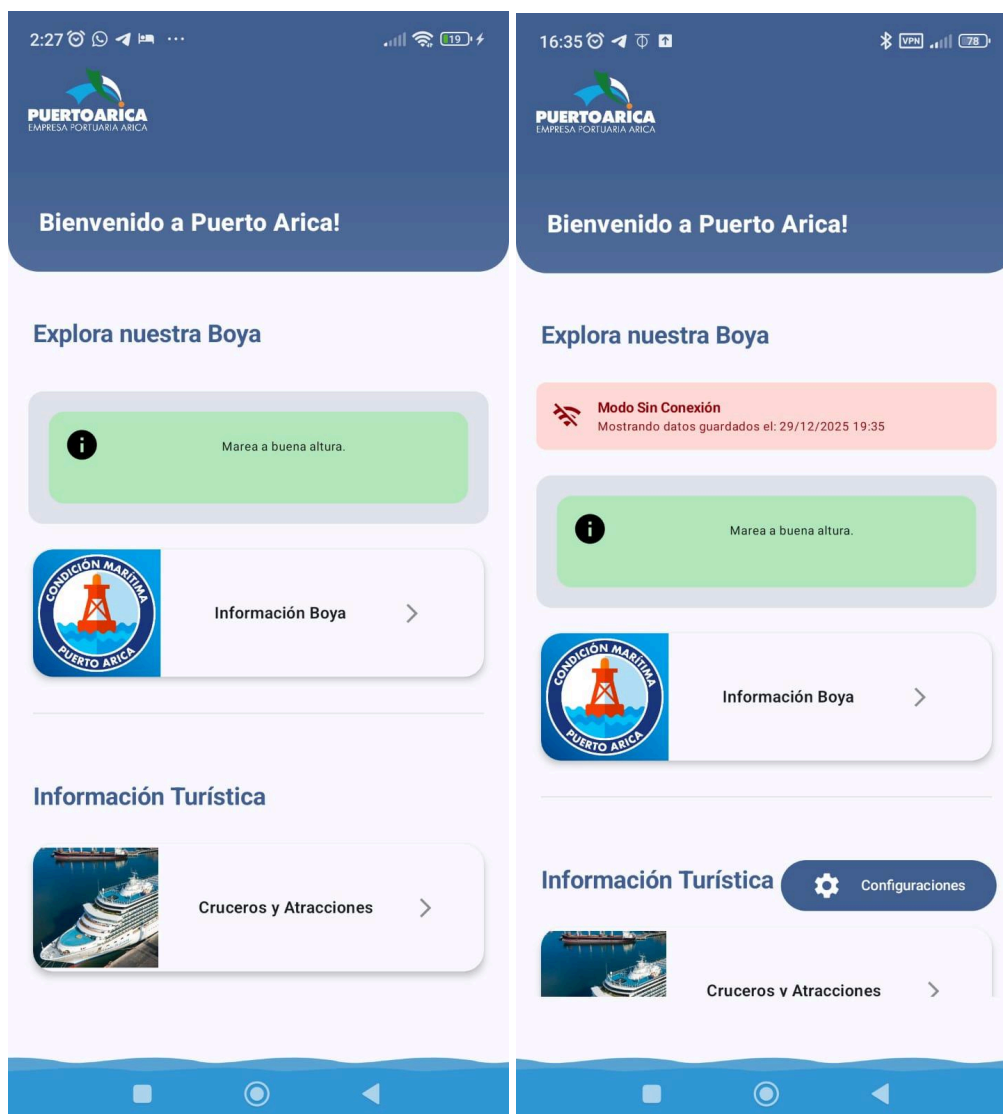 2:27
19
PUERTOARICA
EMPRESA PORTUARIA ARICA
Bienvenido a Puerto Arica!
Explora nuestra Boya
Marea a buena altura.
CONDICIÓN MARÍTIMA
PUERTO ARICA
Información Boya
Información Turística
Cruceros y Atracciones
16:35
VPN
78
PUERTOARICA
EMPRESA PORTUARIA ARICA
Bienvenido a Puerto Arica!
Explora nuestra Boya
Modo Sin Conexión
Mostrando datos guardados el: 29/12/2025 19:35
Marea a buena altura.
CONDICIÓN MARÍTIMA
PUERTO ARICA
Información Boya
Información Turística
Configuraciones
Cruceros y Atracciones